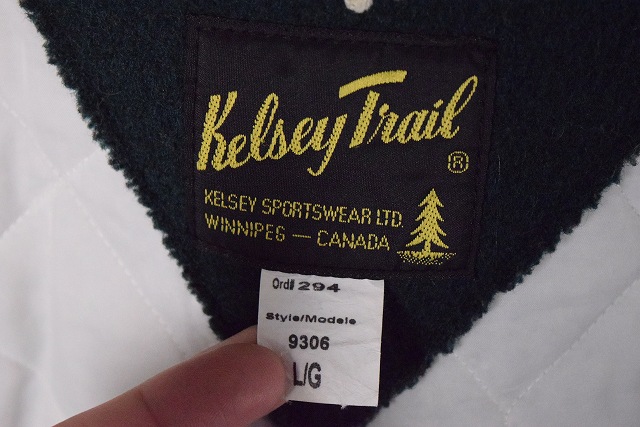 Kelsey Trail ®
KELSEY SPORTSWEAR LTD.
WINNIPEG — CANADA
Ord# 294
Style/Modele
9306
L/G